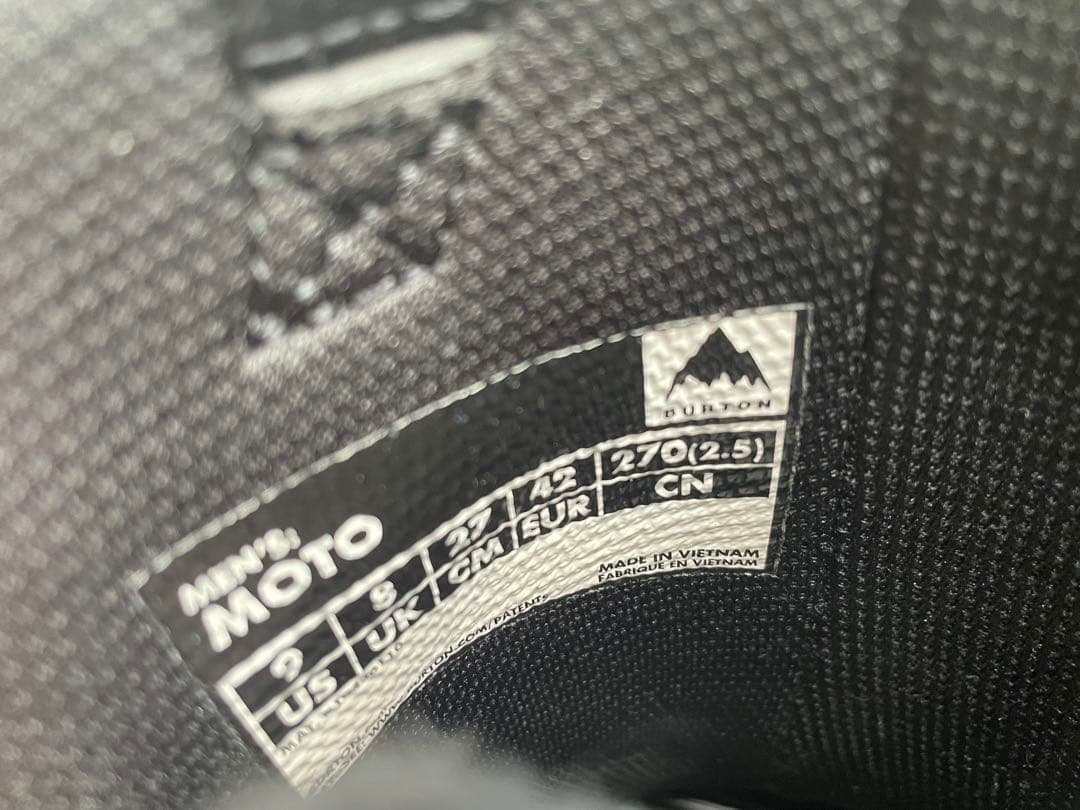 BURTON
MEN'S:
MOTO
9 8 27 42 270(2.5)
US UK CM EUR CN
MADE IN VIETNAM
FABRIQUE EN VIETNAM